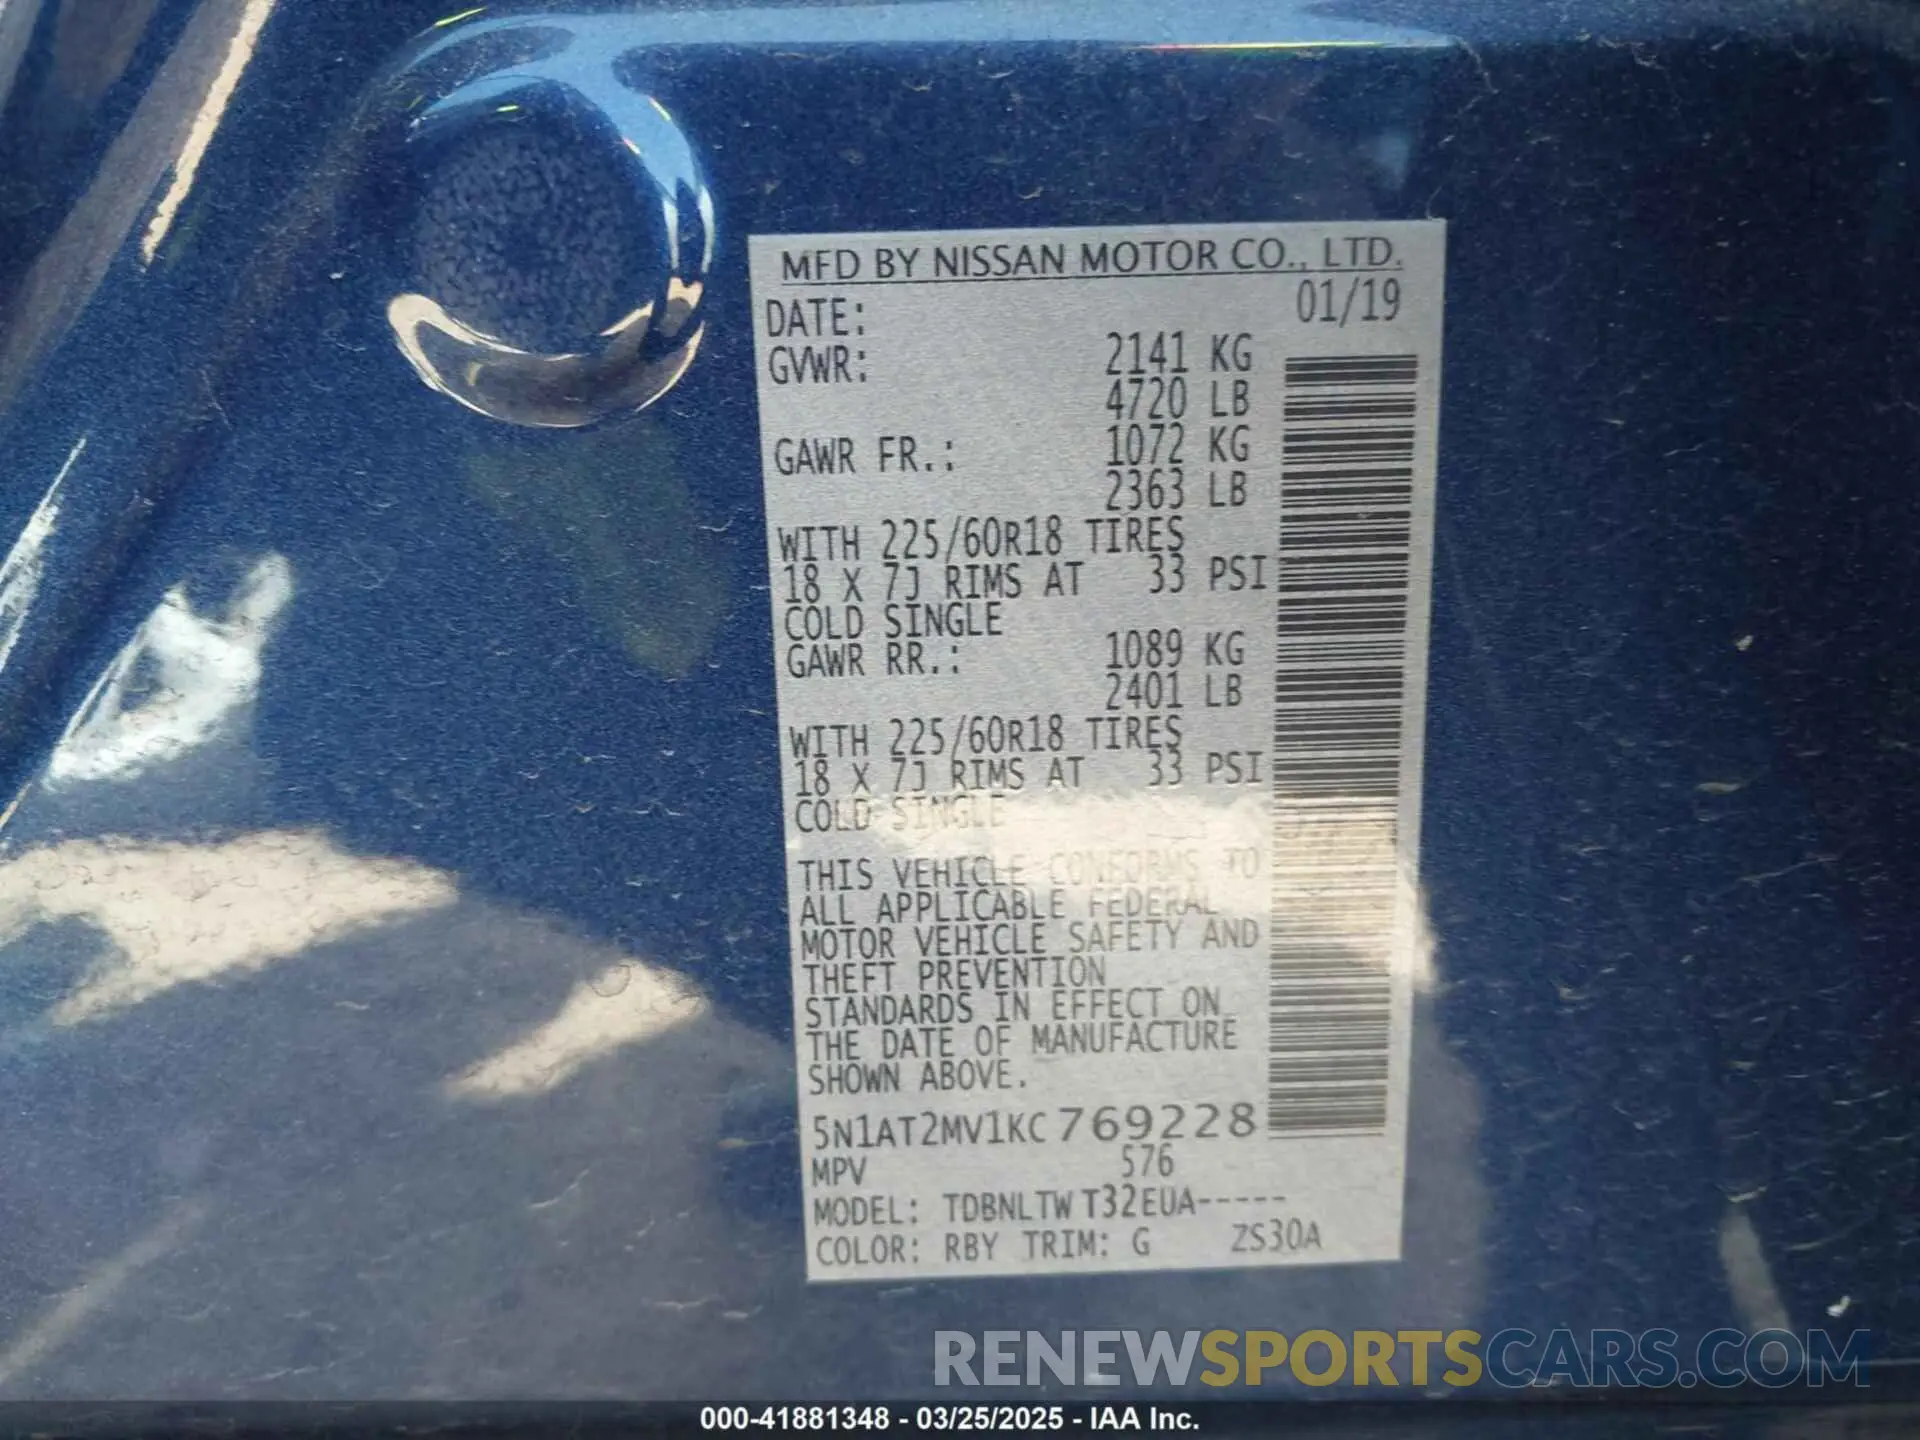 MFD BY NISSAN MOTOR CO., LTD.
DATE: 01/19
GVWR: 2141 KG
4720 LB
GAWR FR.: 1072 KG
2363 LB
WITH 225/60R18 TIRES
18 X 7J RIMS AT 33 PSI
COLD SINGLE
GAWR RR.: 1089 KG
2401 LB
WITH 225/60R18 TIRES
18 X 7J RIMS AT 33 PSI
COLD SINGLE
THIS VEHICLE CONFORMS TO
ALL APPLICABLE FEDERAL
MOTOR VEHICLE SAFETY AND
THEFT PREVENTION
STANDARDS IN EFFECT ON
THE DATE OF MANUFACTURE
SHOWN ABOVE.
5N1AT2MV1KC769228
MPV 576
MODEL: TDBNLTWT32EUA-----
COLOR: RBY TRIM: G ZS30A
RENEWSPORTSCARS.COM
000-41881348 - 03/25/2025 - IAA Inc.